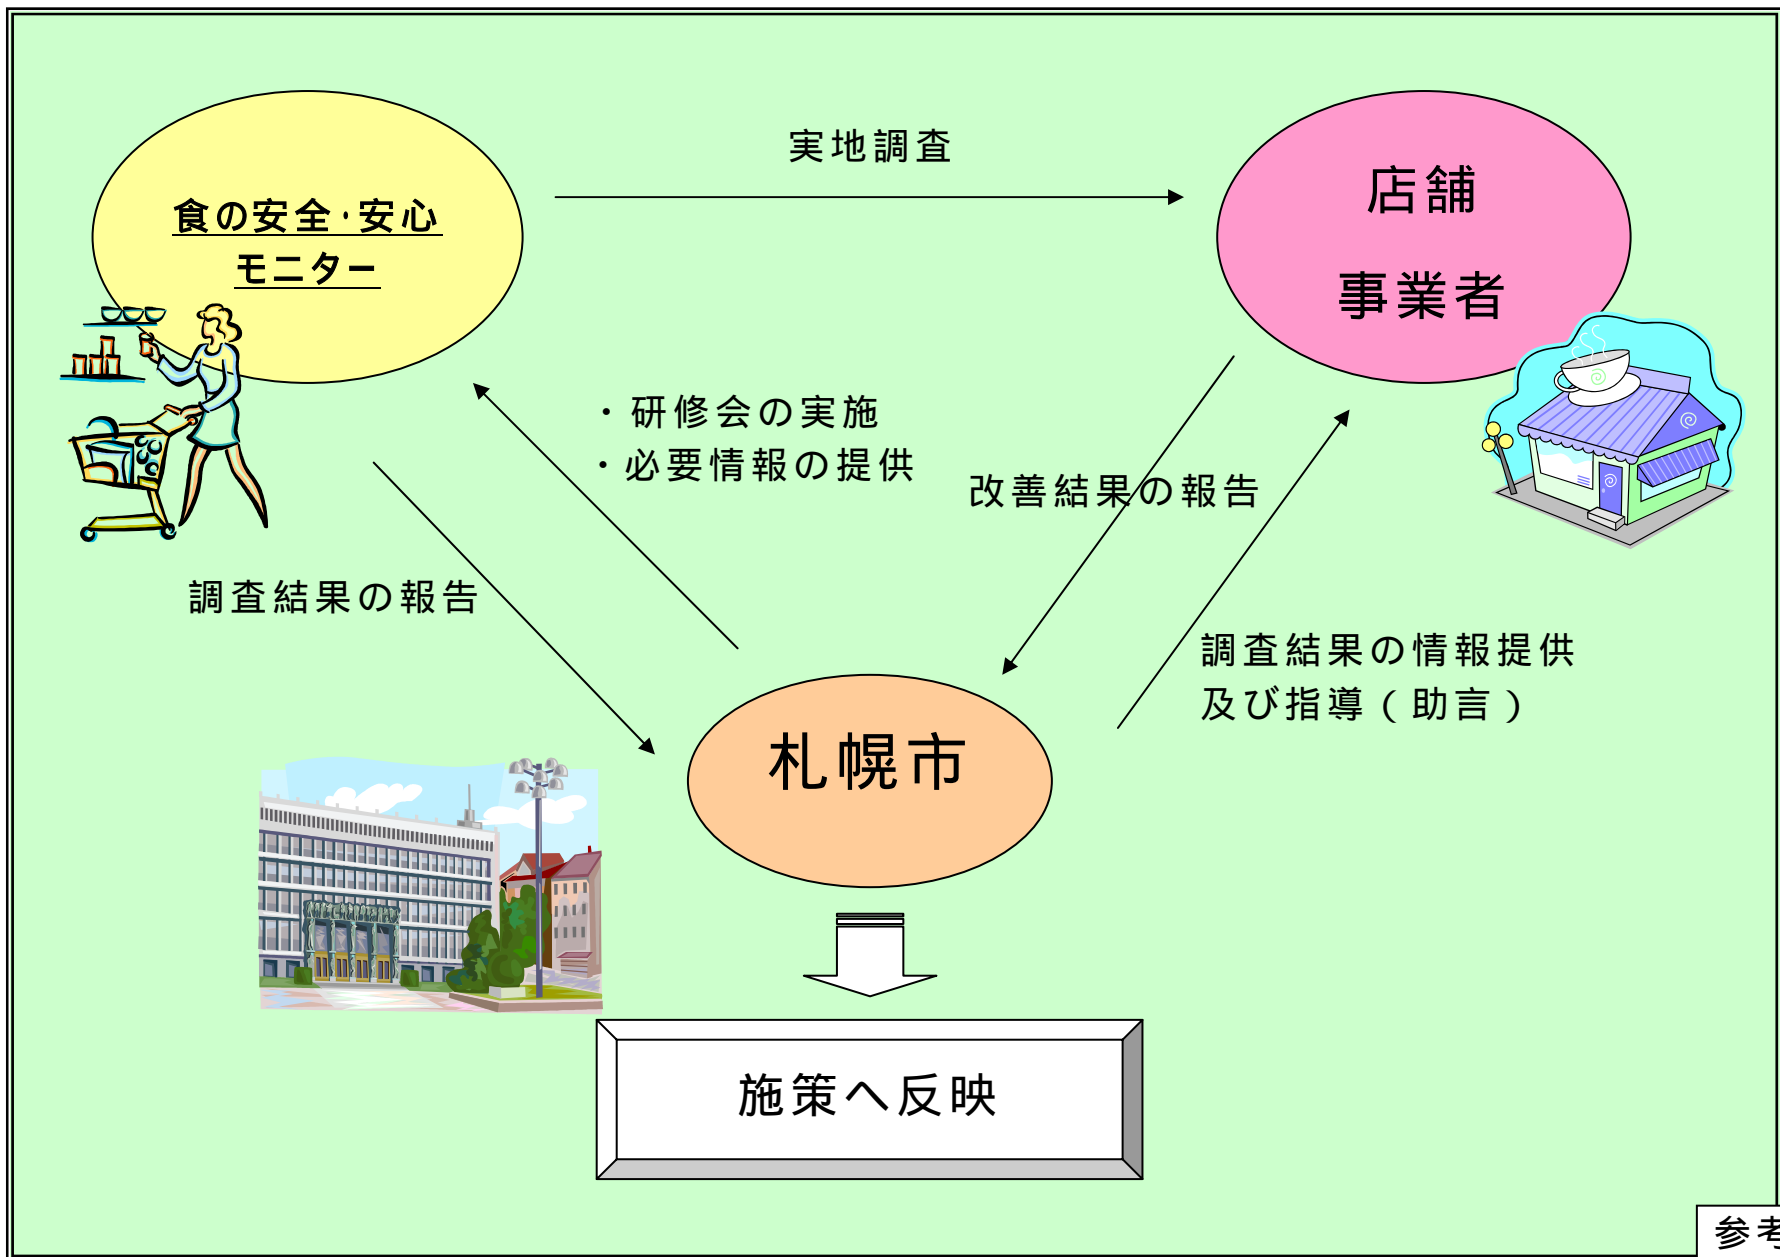 実地調査
食の安全・安心
モニター
店舗
事業者
・研修会の実施
・必要情報の提供
改善結果の報告
調査結果の報告
調査結果の情報提供
及び指導（助言）
札幌市
施策へ反映
参考